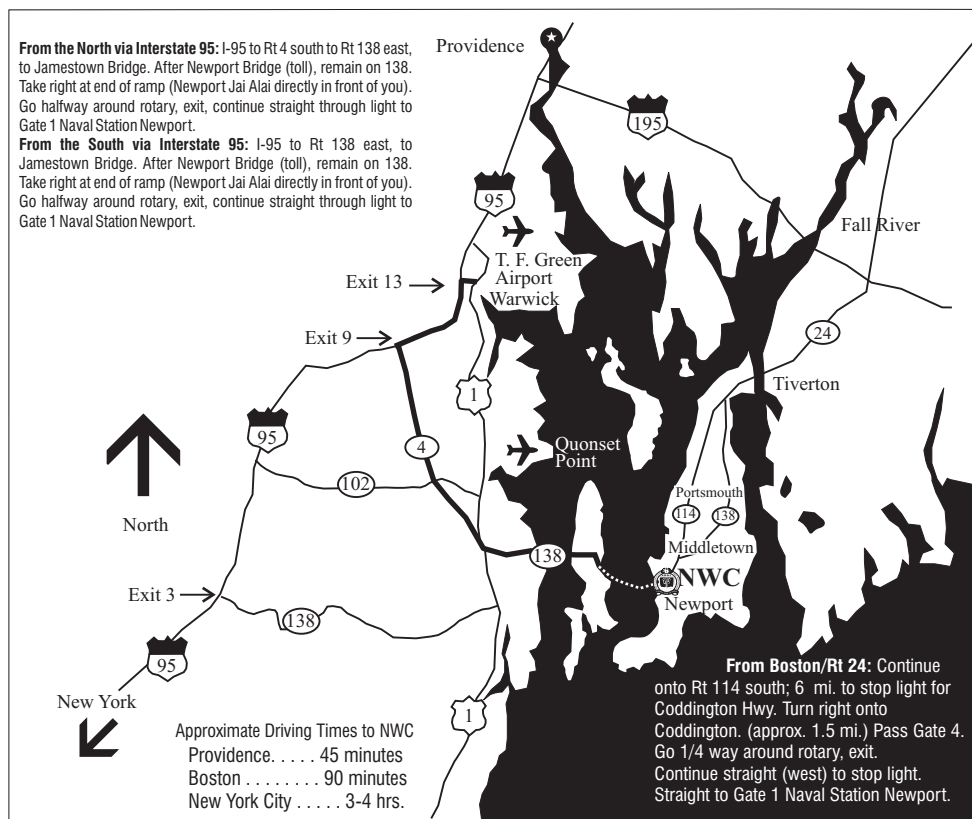 From the North via Interstate 95: I-95 to Rt 4 south to Rt 138 east,
to Jamestown Bridge. After Newport Bridge (toll), remain on 138.
Take right at end of ramp (Newport Jai Alai directly in front of you).
Go halfway around rotary, exit, continue straight through light to
Gate 1 Naval Station Newport.
From the South via Interstate 95: I-95 to Rt 138 east, to
Jamestown Bridge. After Newport Bridge (toll), remain on 138.
Take right at end of ramp (Newport Jai Alai directly in front of you).
Go halfway around rotary, exit, continue straight through light to
Gate 1 Naval Station Newport.
Providence
195
95
Fall River
T. F. Green
Airport
Warwick
Exit 13
Exit 9
24
Tiverton
1
95
4
Quonset
Point
102
North
Portsmouth
114
138
Middletown
138
NWC
Newport
Exit 3
138
95
New York
1
Approximate Driving Times to NWC
Providence. . . . . 45 minutes
Boston . . . . . . . . 90 minutes
New York City . . . . . 3-4 hrs.
From Boston/Rt 24: Continue
onto Rt 114 south; 6 mi. to stop light for
Coddington Hwy. Turn right onto
Coddington. (approx. 1.5 mi.) Pass Gate 4.
Go 1/4 way around rotary, exit.
Continue straight (west) to stop light.
Straight to Gate 1 Naval Station Newport.